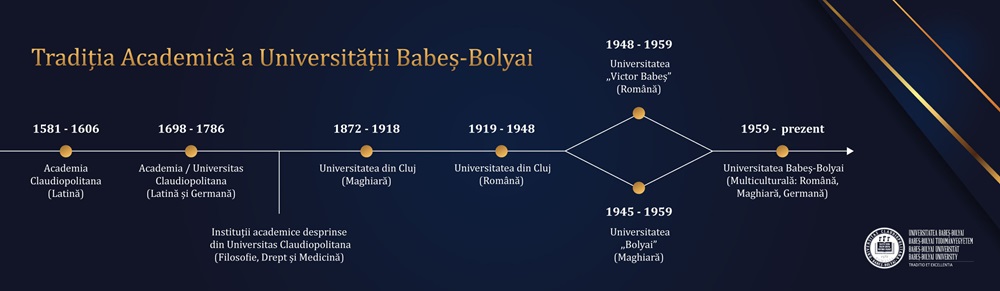 Tradiția Academică a Universității Babeș-Bolyai
1581 - 1606
Academia
Claudiopolitana
(Latină)
1698 - 1786
Academia / Universitas
Claudiopolitana
(Latină și Germană)
Instituții academice desprinse
din Universitas Claudiopolitana
(Filosofie, Drept și Medicină)
1872 - 1918
Universitatea din Cluj
(Maghiară)
1919 - 1948
Universitatea din Cluj
(Română)
1948 - 1959
Universitatea
„Victor Babeș”
(Română)
1945 - 1959
Universitatea
„Bolyai”
(Maghiară)
1959 - prezent
Universitatea Babeș-Bolyai
(Multiculturală: Română,
Maghiară, Germană)
UNIVERSITATEA BABEȘ-BOLYAI
BABEȘ-BOLYAI TUDOMÁNYEGYETEM
BABEȘ-BOLYAI UNIVERSITÄT
BABEȘ-BOLYAI UNIVERSITY
TRADITIO ET EXCELLENTIA